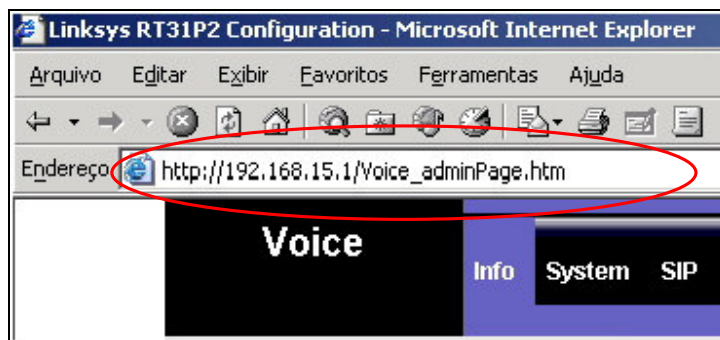 Linksys RT31P2 Configuration - Microsoft Internet Explorer
Arquivo Editar Exibir Favoritos Ferramentas Ajuda
Endereço http://192.168.15.1/Voice_adminPage.htm
Voice
Info System SIP